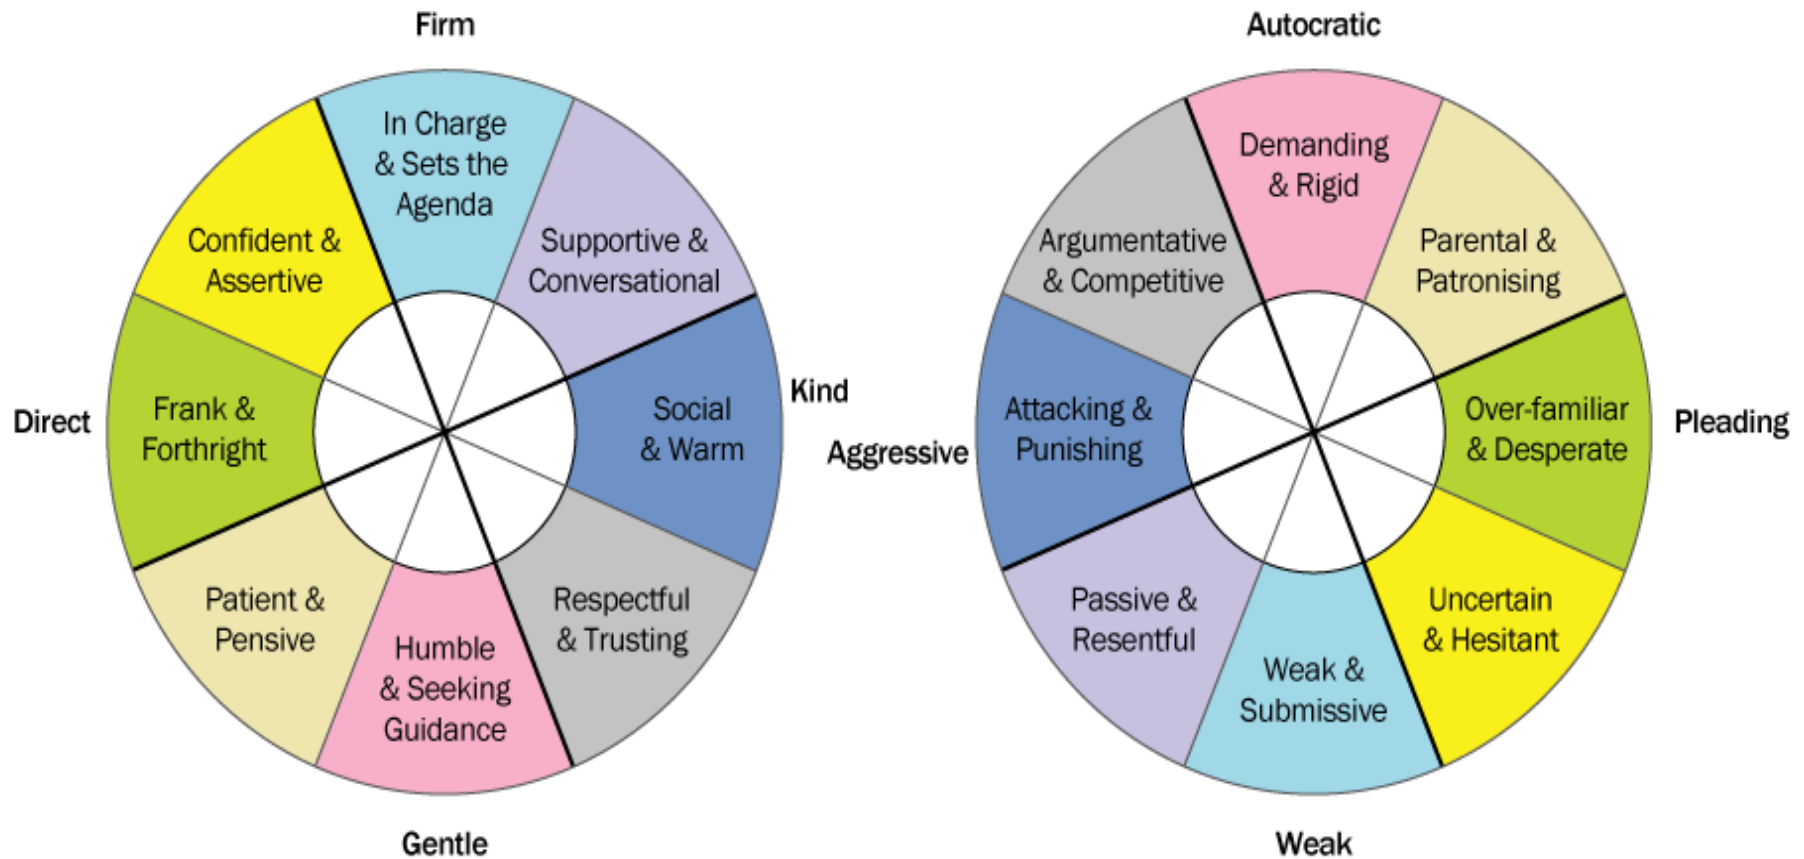 Firm
In Charge
& Sets the
Agenda
Confident &
Assertive
Supportive &
Conversational
Direct
Frank &
Forthright
Social
& Warm
Kind
Patient &
Pensive
Respectful
& Trusting
Humble
& Seeking
Guidance
Gentle
Autocratic
Demanding
& Rigid
Argumentative
& Competitive
Parental &
Patronising
Aggressive
Attacking &
Punishing
Over-familiar
& Desperate
Pleading
Passive &
Resentful
Uncertain
& Hesitant
Weak &
Submissive
Weak